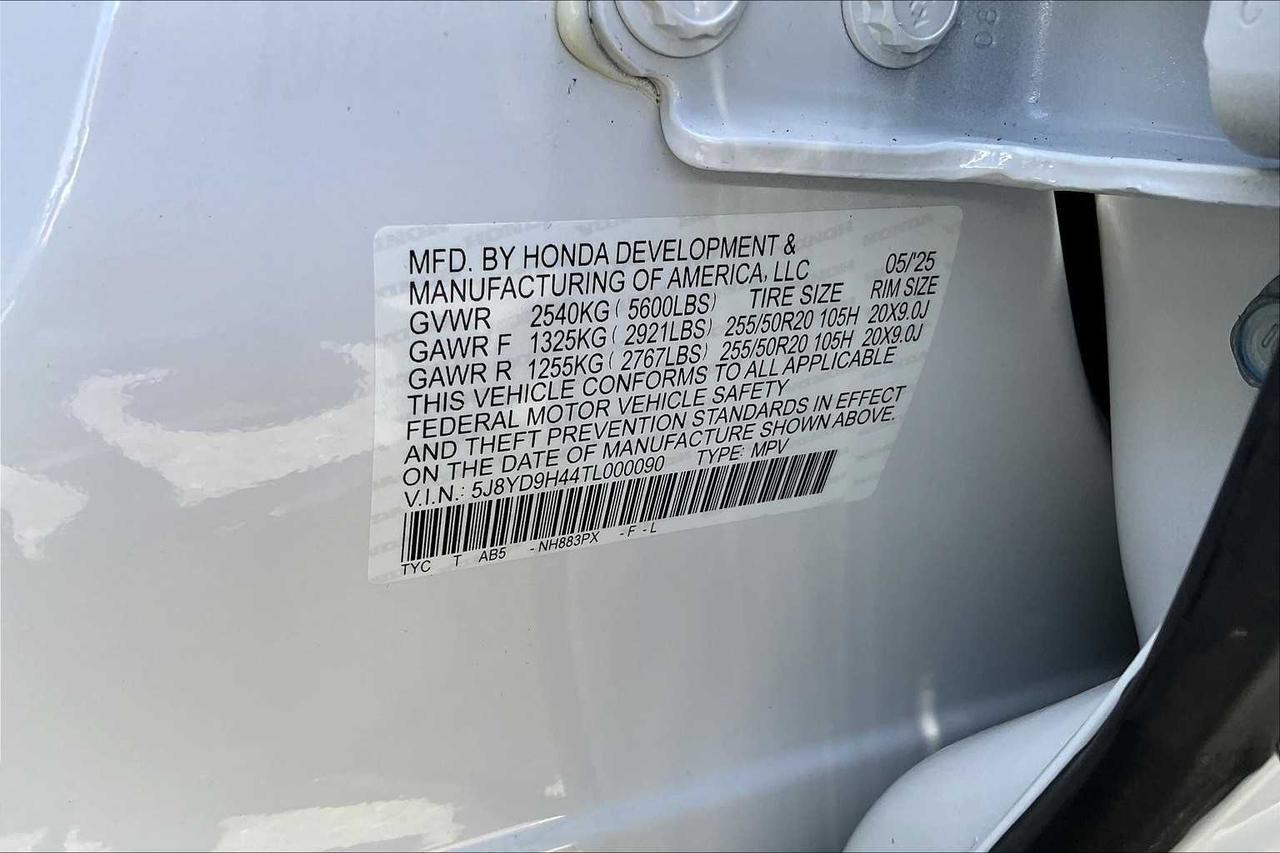 MFD. BY HONDA DEVELOPMENT &
MANUFACTURING OF AMERICA, LLC 05/'25
GVWR 2540KG ( 5600LBS) TIRE SIZE RIM SIZE
GAWR F 1325KG ( 2921LBS) 255/50R20 105H 20X9.0J
GAWR R 1255KG ( 2767LBS) 255/50R20 105H 20X9.0J
THIS VEHICLE CONFORMS TO ALL APPLICABLE
FEDERAL MOTOR VEHICLE SAFETY
AND THEFT PREVENTION STANDARDS IN EFFECT
ON THE DATE OF MANUFACTURE SHOWN ABOVE.
V.I.N.: 5J8YD9H44TL000090 TYPE: MPV
TYC T AB5 - NH883PX - F - L